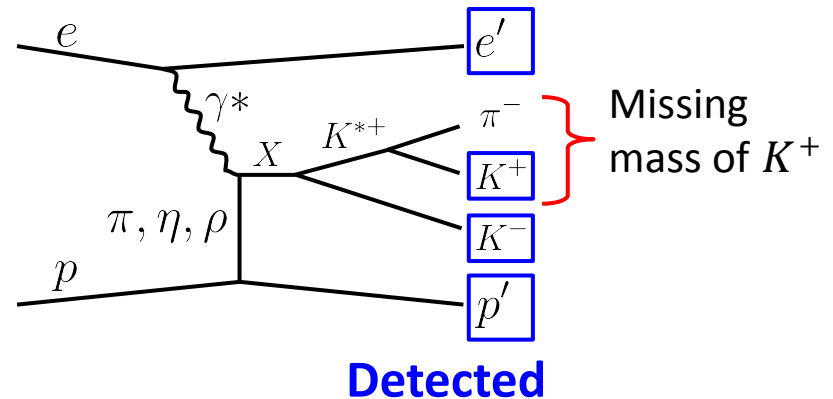 e
e′
γ*
π⁻
Missing
mass of K⁺
K*⁺
X
K⁺
π, η, ρ
K⁻
p
p′
Detected